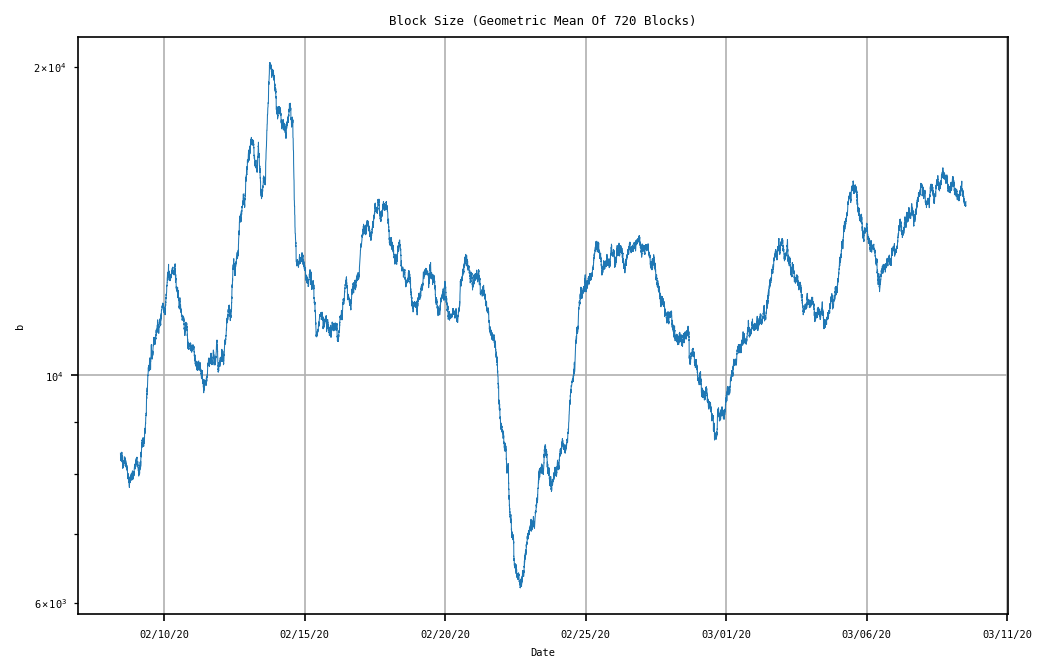 Block Size (Geometric Mean Of 720 Blocks)
2×10⁴
b
10⁴
6×10³
02/10/20 02/15/20 02/20/20 02/25/20 03/01/20 03/06/20 03/11/20
Date